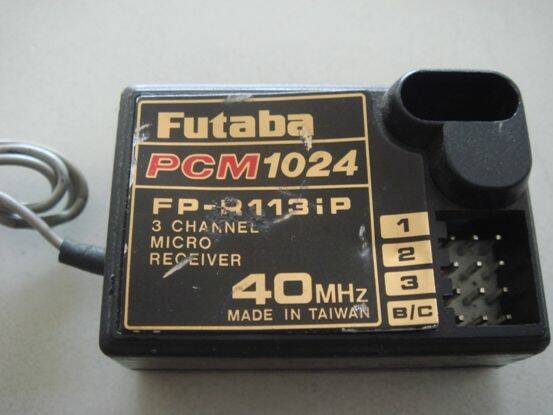 Futaba
PCM1024
FP-R113iP
3 CHANNEL
MICRO
RECEIVER
40MHz
MADE IN TAIWAN
1
2
3
B/C